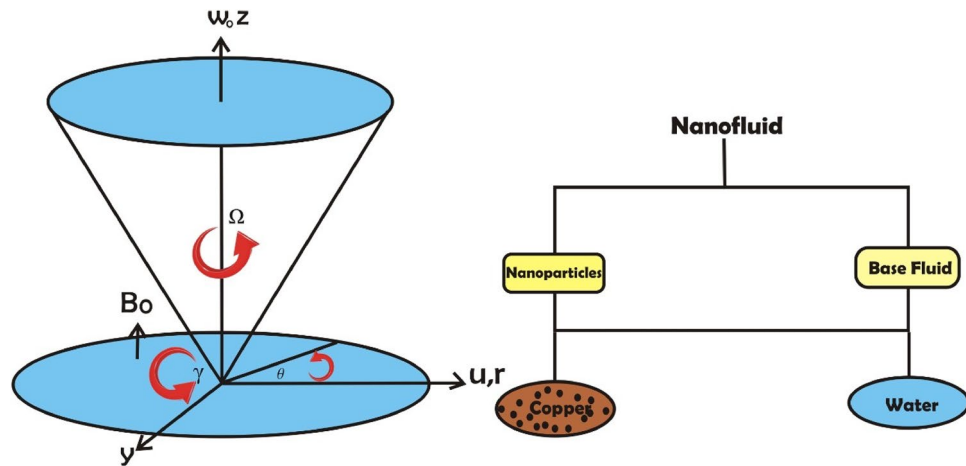 w₀ z
Ω
B₀
γ
θ
u,r
y
Nanofluid
Nanoparticles
Base Fluid
Copper
Water